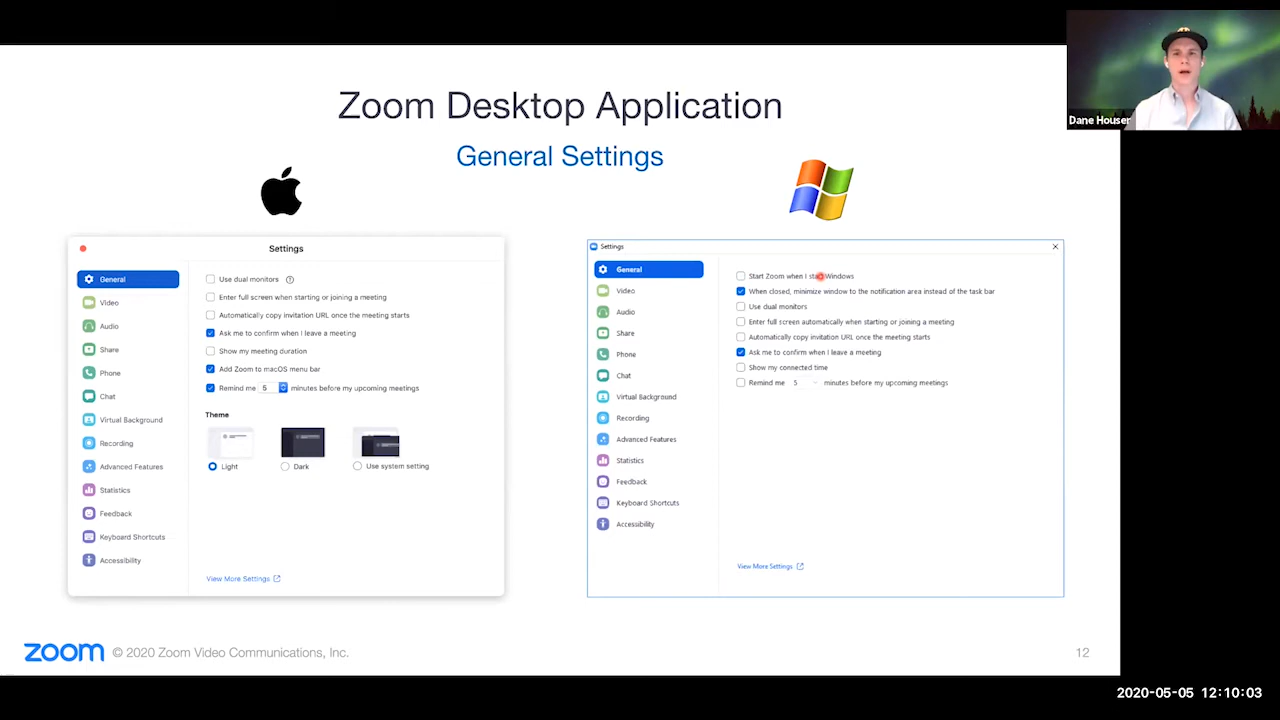 Zoom Desktop Application
General Settings
Dane Houser
Settings
General
Video
Audio
Share
Phone
Chat
Virtual Background
Recording
Advanced Features
Statistics
Feedback
Keyboard Shortcuts
Accessibility
Use dual monitors
Enter full screen when starting or joining a meeting
Automatically copy invitation URL once the meeting starts
Ask me to confirm when I leave a meeting
Show my meeting duration
Add Zoom to macOS menu bar
Remind me 5 minutes before my upcoming meetings
Theme
Light Dark Use system setting
View More Settings
Settings
General
Video
Audio
Share
Phone
Chat
Virtual Background
Recording
Advanced Features
Statistics
Feedback
Keyboard Shortcuts
Accessibility
Start Zoom when I start Windows
When closed, minimize window to the notification area instead of the task bar
Use dual monitors
Enter full screen automatically when starting or joining a meeting
Automatically copy invitation URL once the meeting starts
Ask me to confirm when I leave a meeting
Show my connected time
Remind me 5 minutes before my upcoming meetings
View More Settings
zoom © 2020 Zoom Video Communications, Inc.
12
2020-05-05 12:10:03